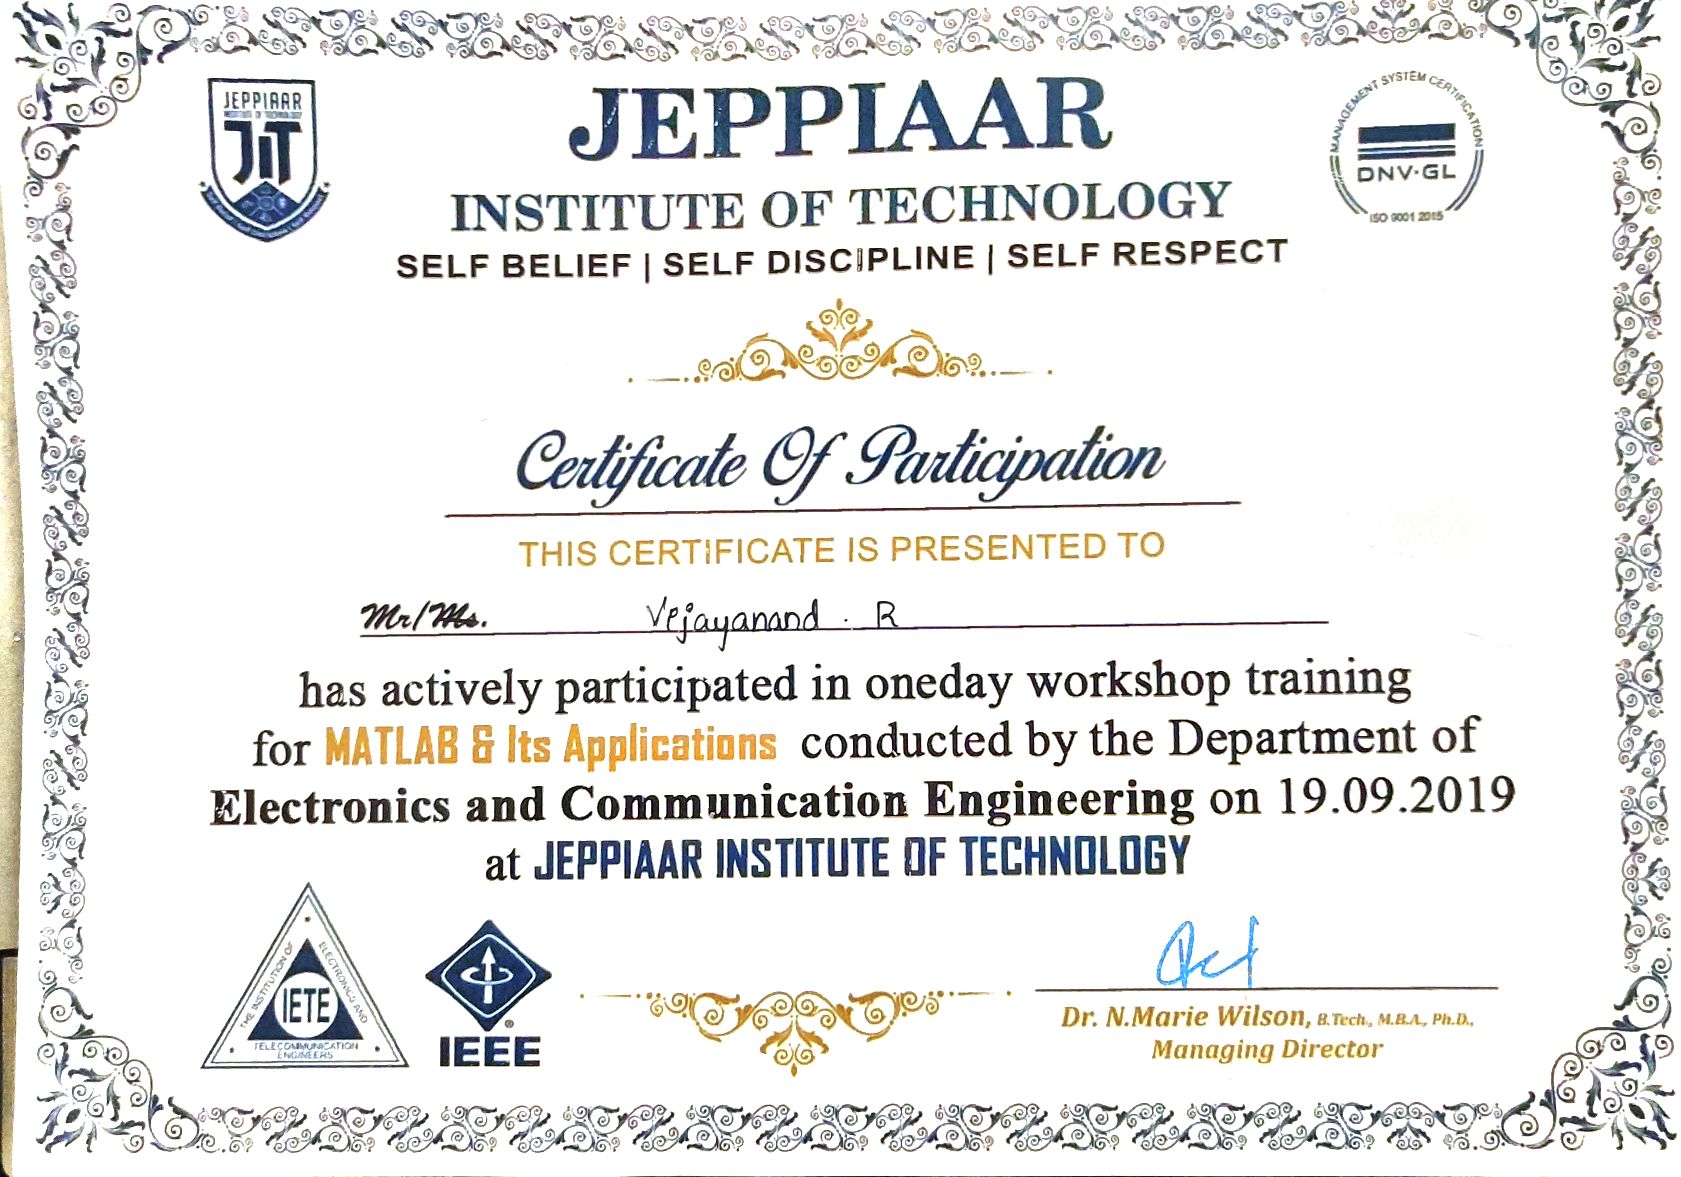 JEPPIAAR
INSTITUTE OF TECHNOLOGY
JiT
JEPPIAAR
INSTITUTE OF TECHNOLOGY
SELF BELIEF | SELF DISCIPLINE | SELF RESPECT
MANAGEMENT SYSTEM CERTIFICATION
DNV·GL
ISO 9001 2015
Certificate Of Participation
THIS CERTIFICATE IS PRESENTED TO
Mr/Ms. Vejayanand . R
has actively participated in oneday workshop training
for MATLAB & Its Applications conducted by the Department of
Electronics and Communication Engineering on 19.09.2019
at JEPPIAAR INSTITUTE OF TECHNOLOGY
THE INSTITUTION OF ELECTRONICS AND
IETE
TELECOMMUNICATION
ENGINEERS
IEEE
Dr. N.Marie Wilson, B.Tech., M.B.A., Ph.D.,
Managing Director